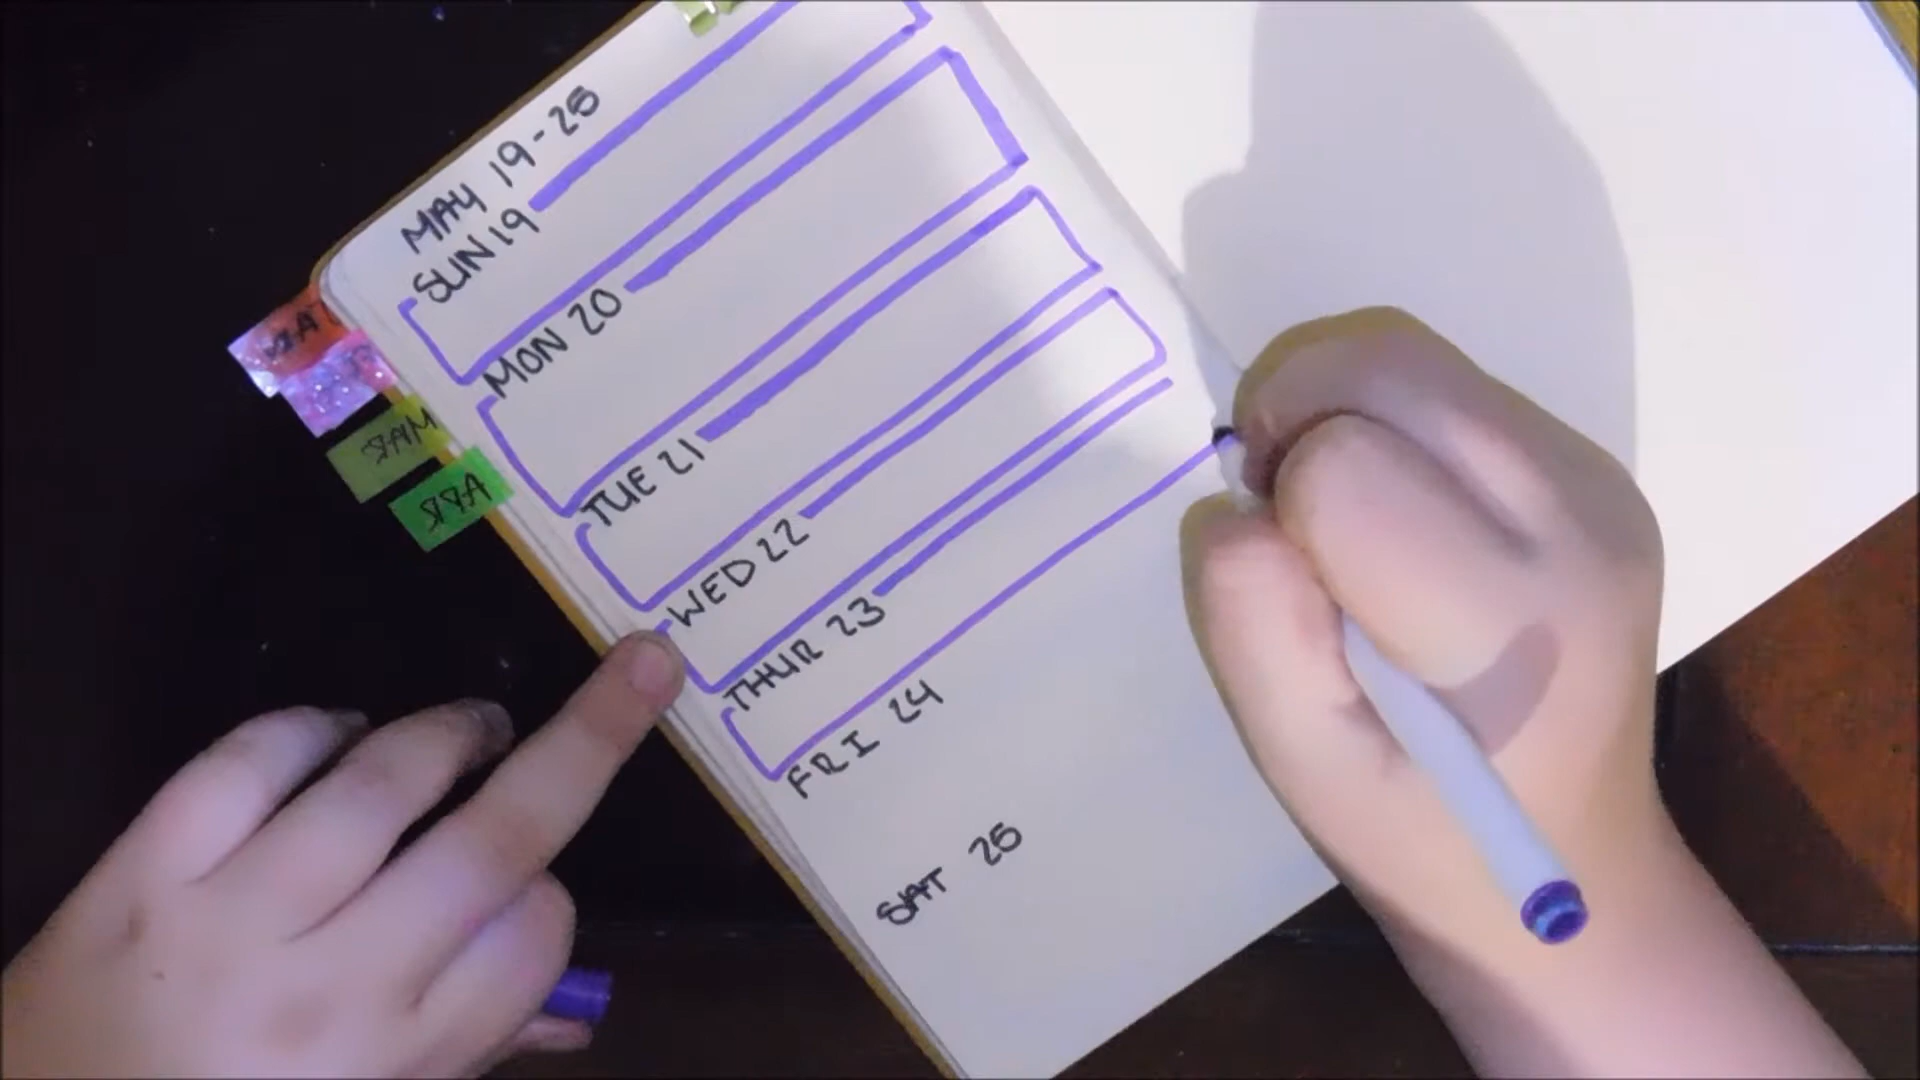 MAY 19-25
SUN 19
MON 20
TUE 21
WED 22
THUR 23
FRI 24
SAT 25
MAR
APR